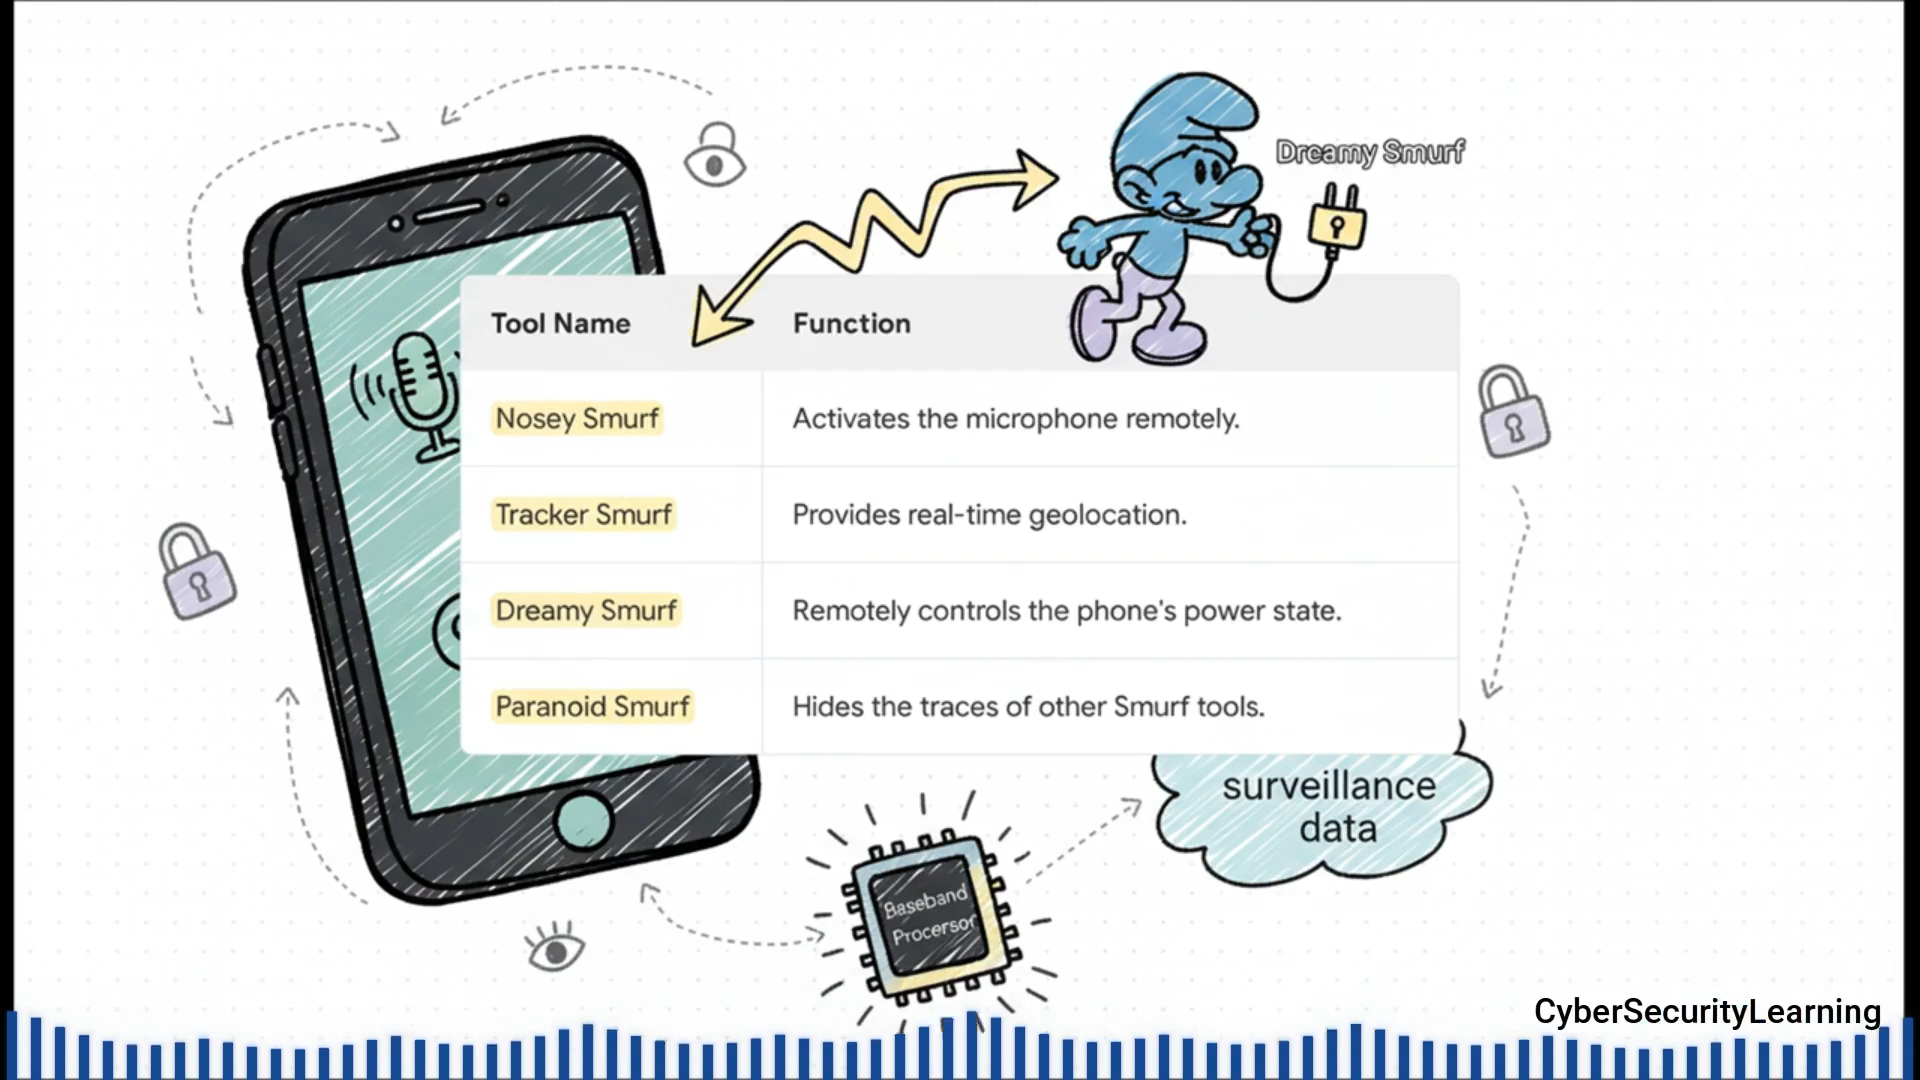 Dreamy Smurf
Tool Name Function
Nosey Smurf Activates the microphone remotely.
Tracker Smurf Provides real-time geolocation.
Dreamy Smurf Remotely controls the phone's power state.
Paranoid Smurf Hides the traces of other Smurf tools.
surveillance
data
Baseband
Procersor
CyberSecurityLearning